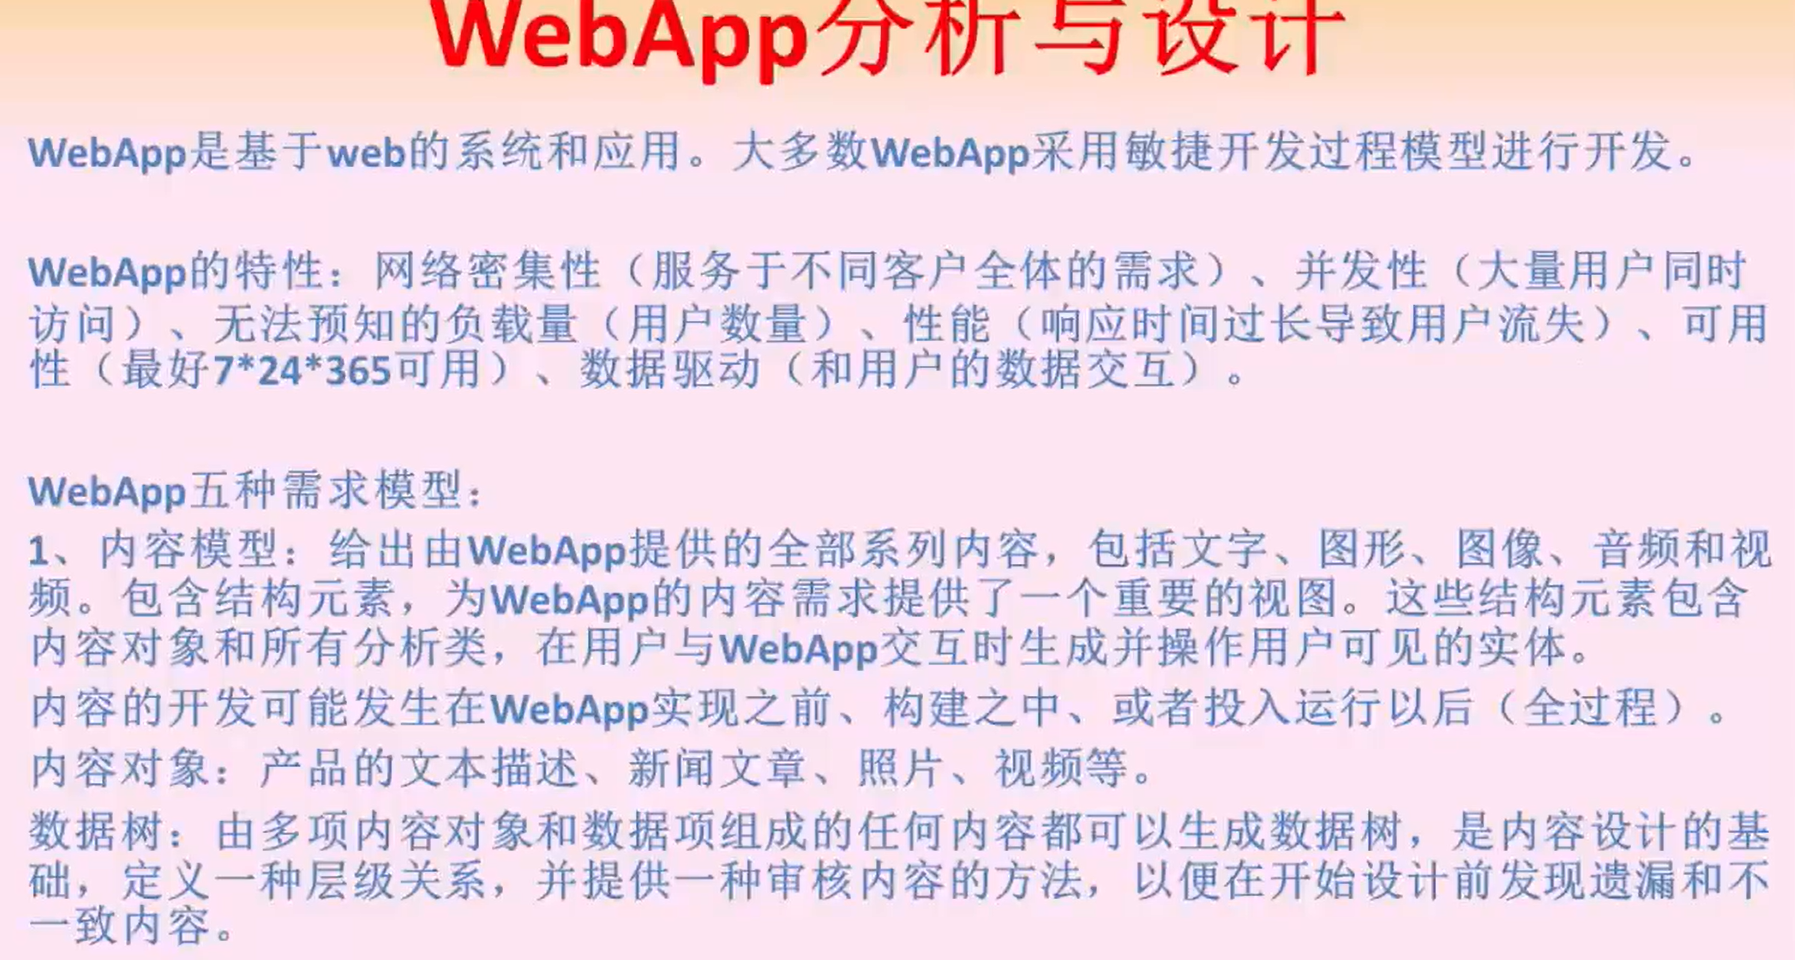 WebApp分析与设计
WebApp是基于web的系统和应用。大多数WebApp采用敏捷开发过程模型进行开发。
WebApp的特性：网络密集性（服务于不同客户全体的需求）、并发性（大量用户同时
访问）、无法预知的负载量（用户数量）、性能（响应时间过长导致用户流失）、可用
性（最好7*24*365可用）、数据驱动（和用户的数据交互）。
WebApp五种需求模型：
1、内容模型：给出由WebApp提供的全部系列内容，包括文字、图形、图像、音频和视
频。包含结构元素，为WebApp的内容需求提供了一个重要的视图。这些结构元素包含
内容对象和所有分析类，在用户与WebApp交互时生成并操作用户可见的实体。
内容的开发可能发生在WebApp实现之前、构建之中、或者投入运行以后（全过程）。
内容对象：产品的文本描述、新闻文章、照片、视频等。
数据树：由多项内容对象和数据项组成的任何内容都可以生成数据树，是内容设计的基
础，定义一种层级关系，并提供一种审核内容的方法，以便在开始设计前发现遗漏和不
一致内容。